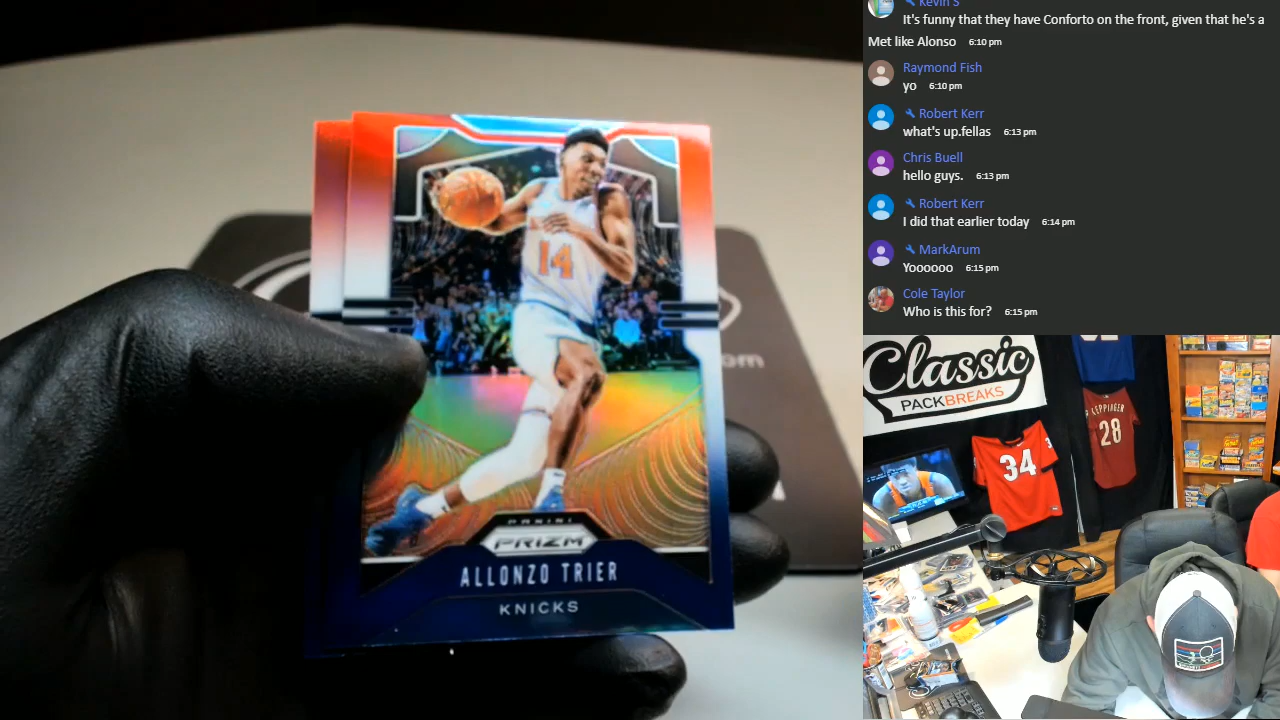 14
PANINI
PRIZM
ALLONZO TRIER
KNICKS
Kevin S
It's funny that they have Conforto on the front, given that he's a
Met like Alonso 6:10 pm
Raymond Fish
yo 6:10 pm
Robert Kerr
what's up.fellas 6:13 pm
Chris Buell
hello guys. 6:13 pm
Robert Kerr
I did that earlier today 6:14 pm
MarkArum
Yoooooo 6:15 pm
Cole Taylor
Who is this for? 6:15 pm
Classic
PACKBREAKS
34
KEPPINGER
28